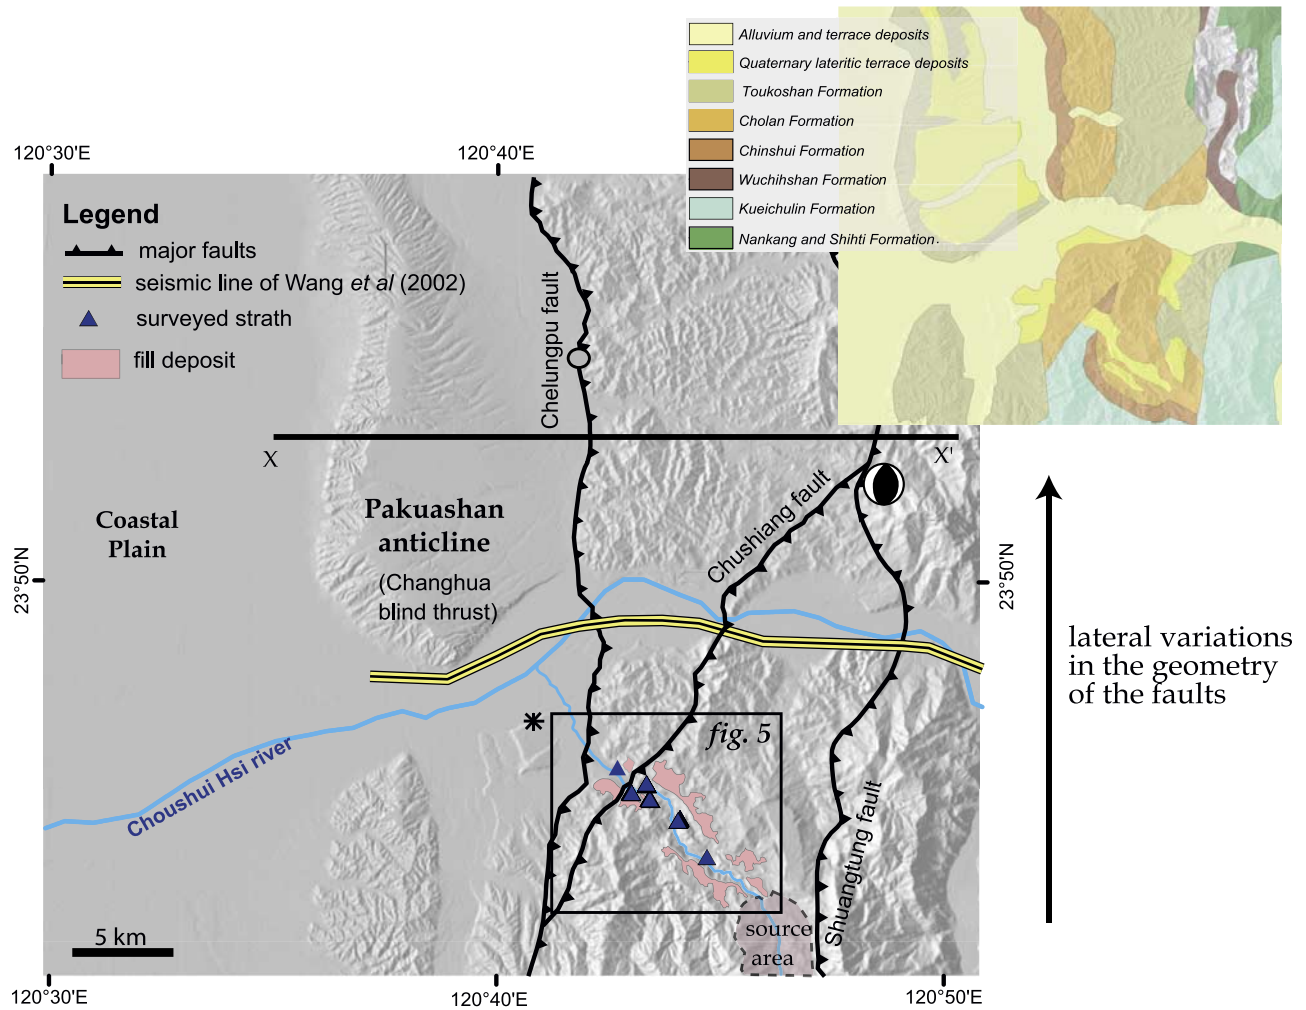 Alluvium and terrace deposits
Quaternary lateritic terrace deposits
Toukoshan Formation
Cholan Formation
Chinshui Formation
Wuchihshan Formation
Kueichulin Formation
Nankang and Shihti Formation.
120°30'E
120°40'E
Legend
major faults
seismic line of Wang et al (2002)
surveyed strath
fill deposit
Chelungpu fault
X
X'
Coastal
Plain
Pakuashan
anticline
(Changhua
blind thrust)
Chushiang fault
23°50'N
23°50'N
lateral variations
in the geometry
of the faults
*
fig. 5
Choushui Hsi river
Shuangtung fault
source
area
5 km
120°30'E
120°40'E
120°50'E